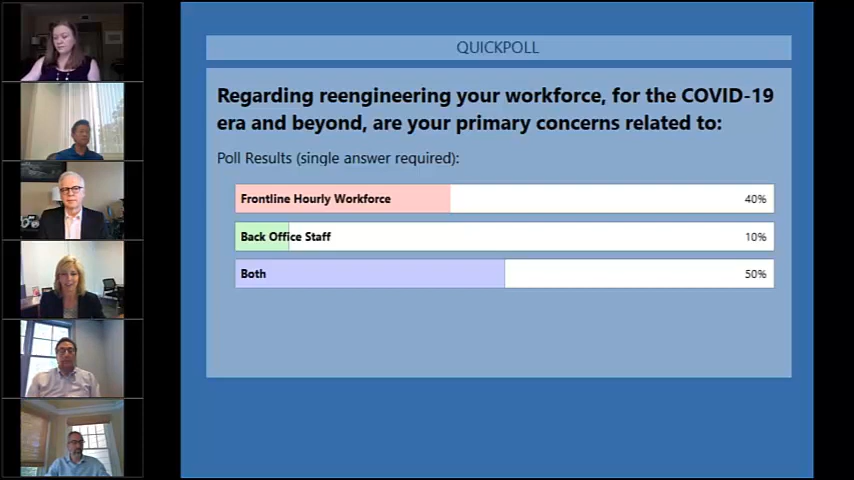 QUICKPOLL
Regarding reengineering your workforce, for the COVID-19
era and beyond, are your primary concerns related to:
Poll Results (single answer required):
Frontline Hourly Workforce 40%
Back Office Staff 10%
Both 50%